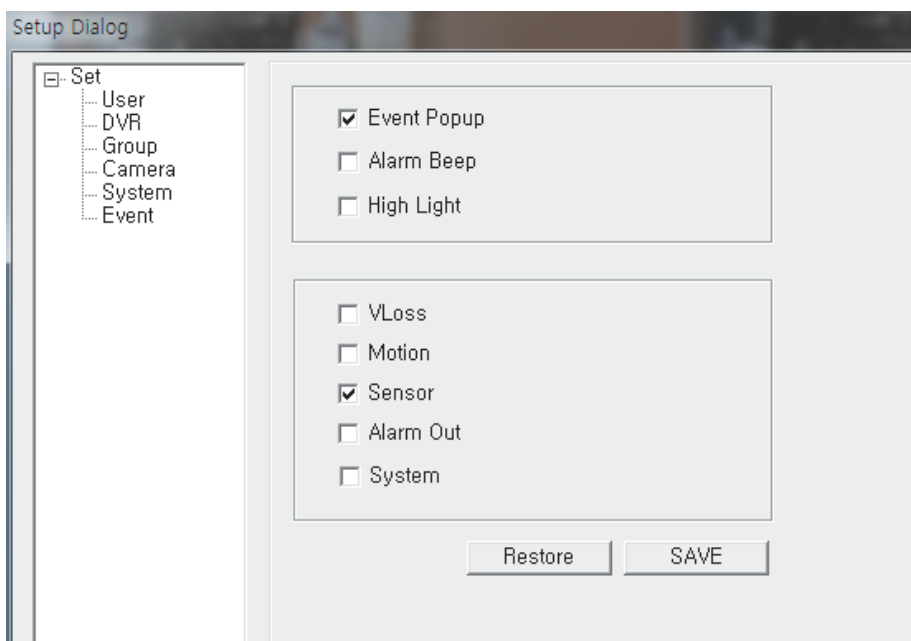 Setup Dialog
Set
User
DVR
Group
Camera
System
Event
Event Popup
Alarm Beep
High Light
VLoss
Motion
Sensor
Alarm Out
System
Restore
SAVE